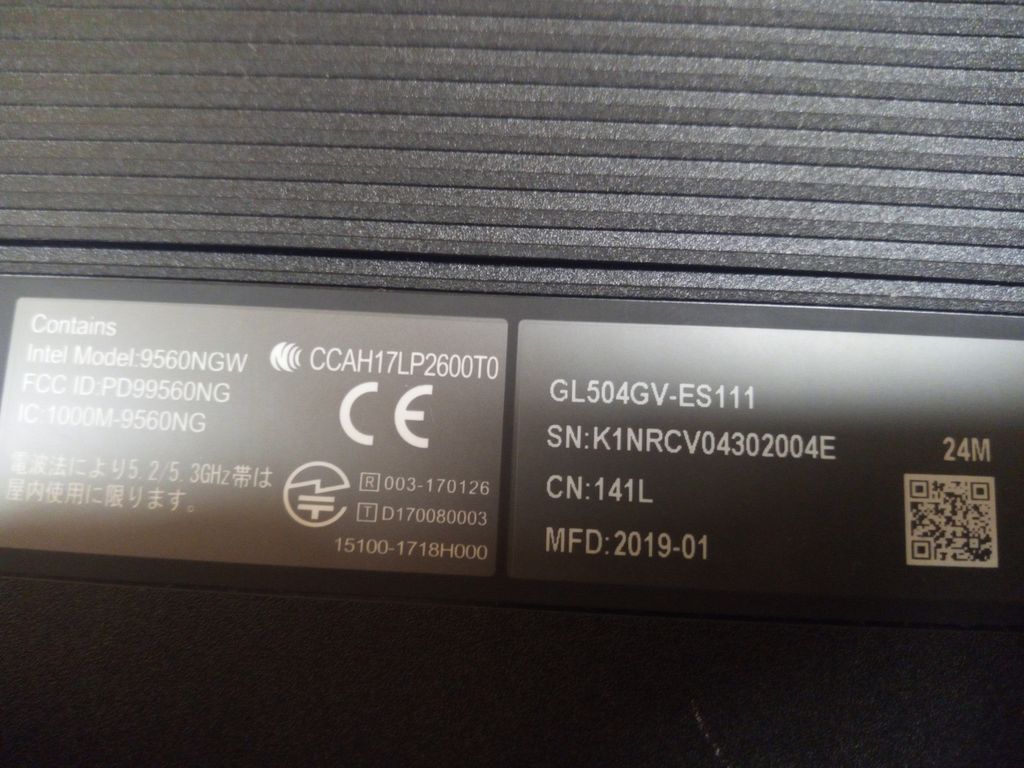 Contains
Intel Model:9560NGW
FCC ID:PD99560NG
IC:1000M-9560NG
CCAH17LP2600T0
CE
電波法により5.2/5.3GHz帯は
屋内使用に限ります。
R 003-170126
T D170080003
15100-1718H000
GL504GV-ES111
SN:K1NRCV04302004E
CN:141L
MFD:2019-01
24M